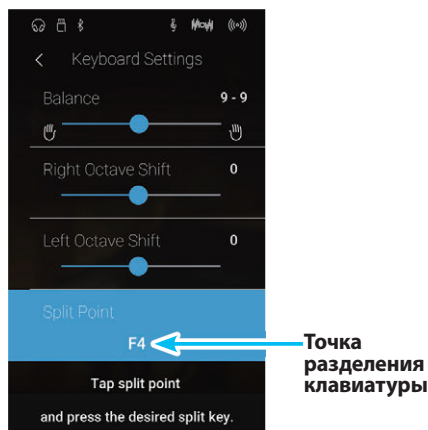 Keyboard Settings
Balance 9 - 9
Right Octave Shift 0
Left Octave Shift 0
Split Point
F4
Точка
разделения
клавиатуры
Tap split point
and press the desired split key.